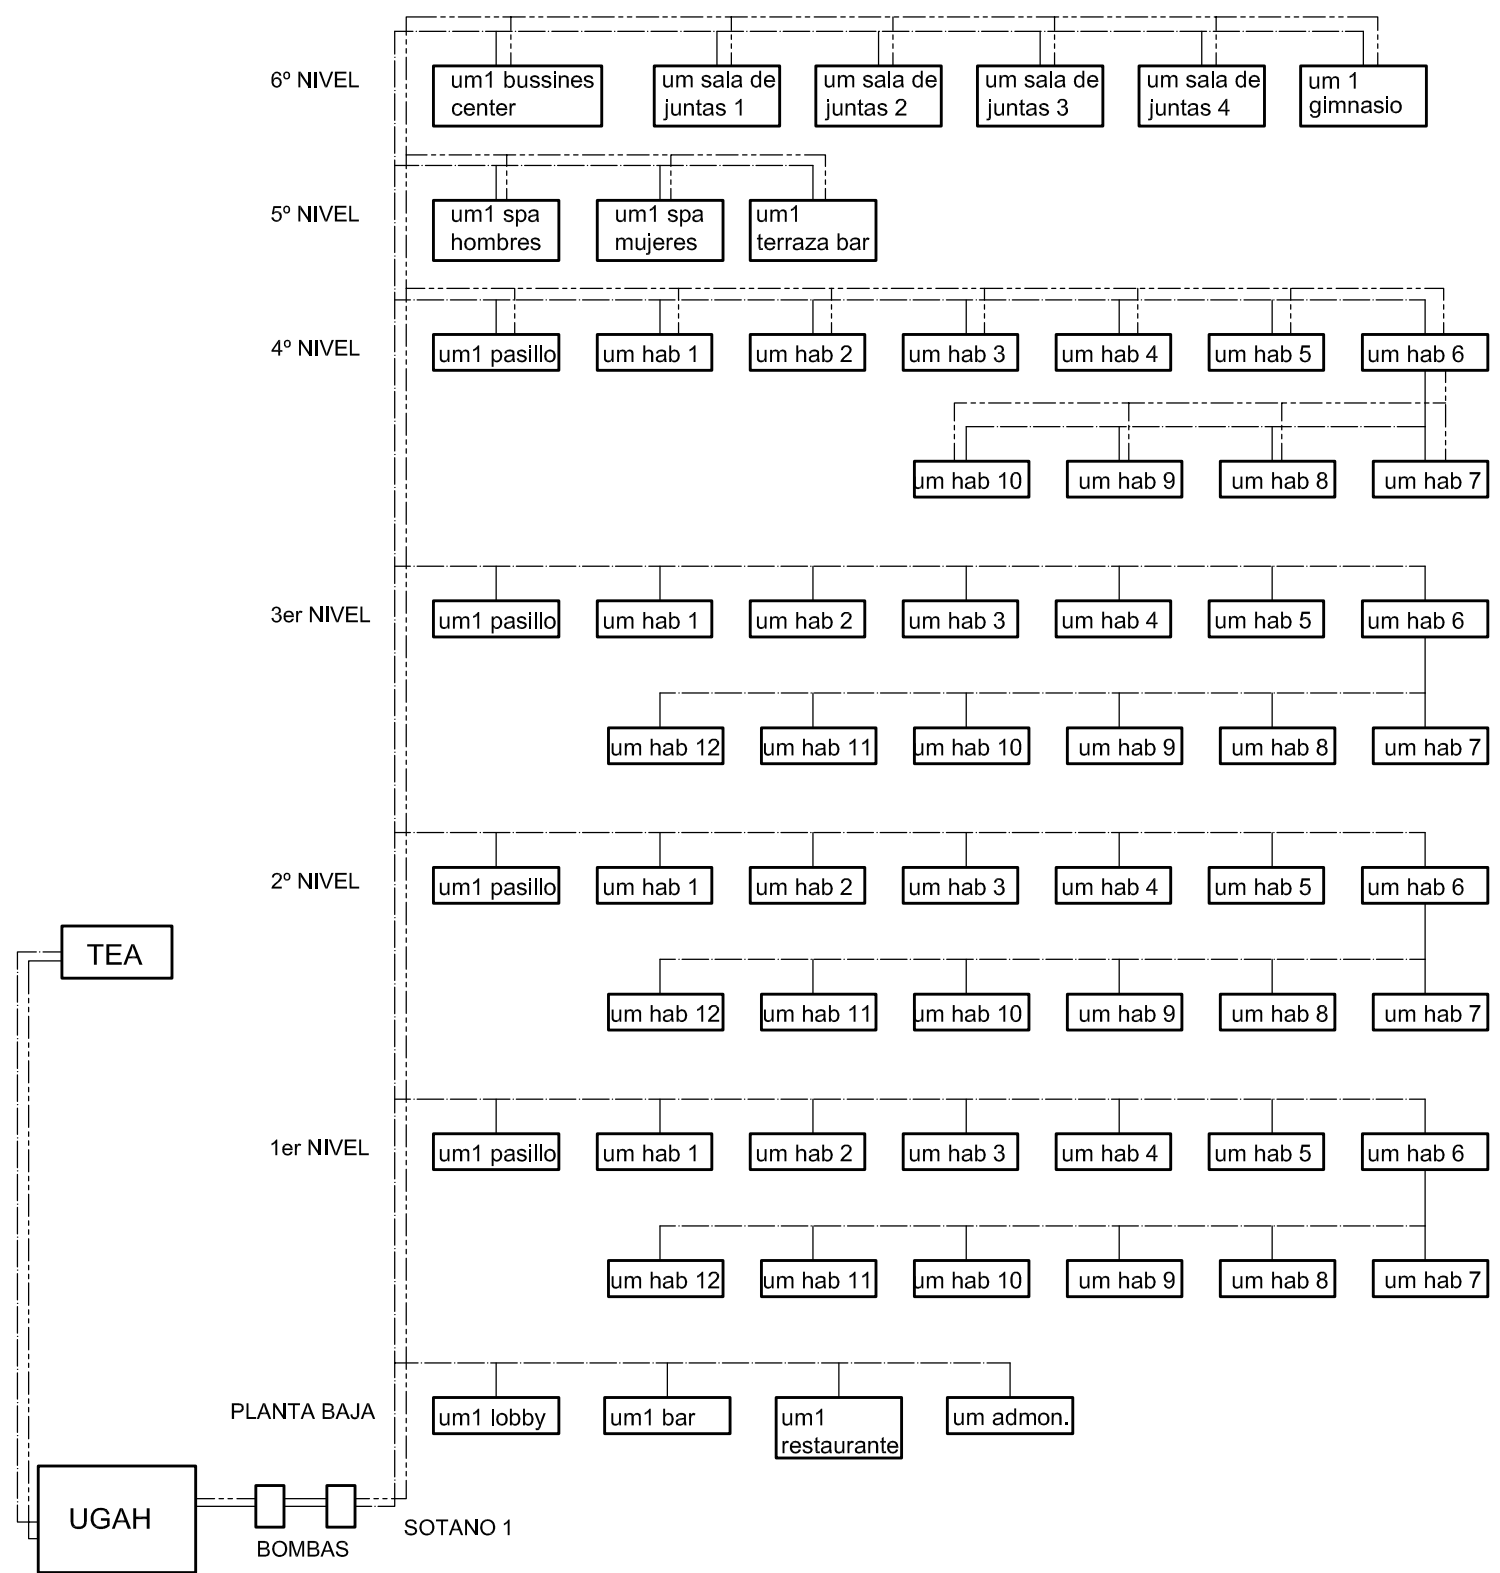 6º NIVEL
um1 bussines
center
um sala de
juntas 1
um sala de
juntas 2
um sala de
juntas 3
um sala de
juntas 4
um 1
gimnasio
5º NIVEL
um1 spa
hombres
um1 spa
mujeres
um1
terraza bar
4º NIVEL
um1 pasillo
um hab 1
um hab 2
um hab 3
um hab 4
um hab 5
um hab 6
um hab 10
um hab 9
um hab 8
um hab 7
3er NIVEL
um1 pasillo
um hab 1
um hab 2
um hab 3
um hab 4
um hab 5
um hab 6
um hab 12
um hab 11
um hab 10
um hab 9
um hab 8
um hab 7
2º NIVEL
um1 pasillo
um hab 1
um hab 2
um hab 3
um hab 4
um hab 5
um hab 6
TEA
um hab 12
um hab 11
um hab 10
um hab 9
um hab 8
um hab 7
1er NIVEL
um1 pasillo
um hab 1
um hab 2
um hab 3
um hab 4
um hab 5
um hab 6
um hab 12
um hab 11
um hab 10
um hab 9
um hab 8
um hab 7
PLANTA BAJA
um1 lobby
um1 bar
um1
restaurante
um admon.
UGAH
BOMBAS
SOTANO 1